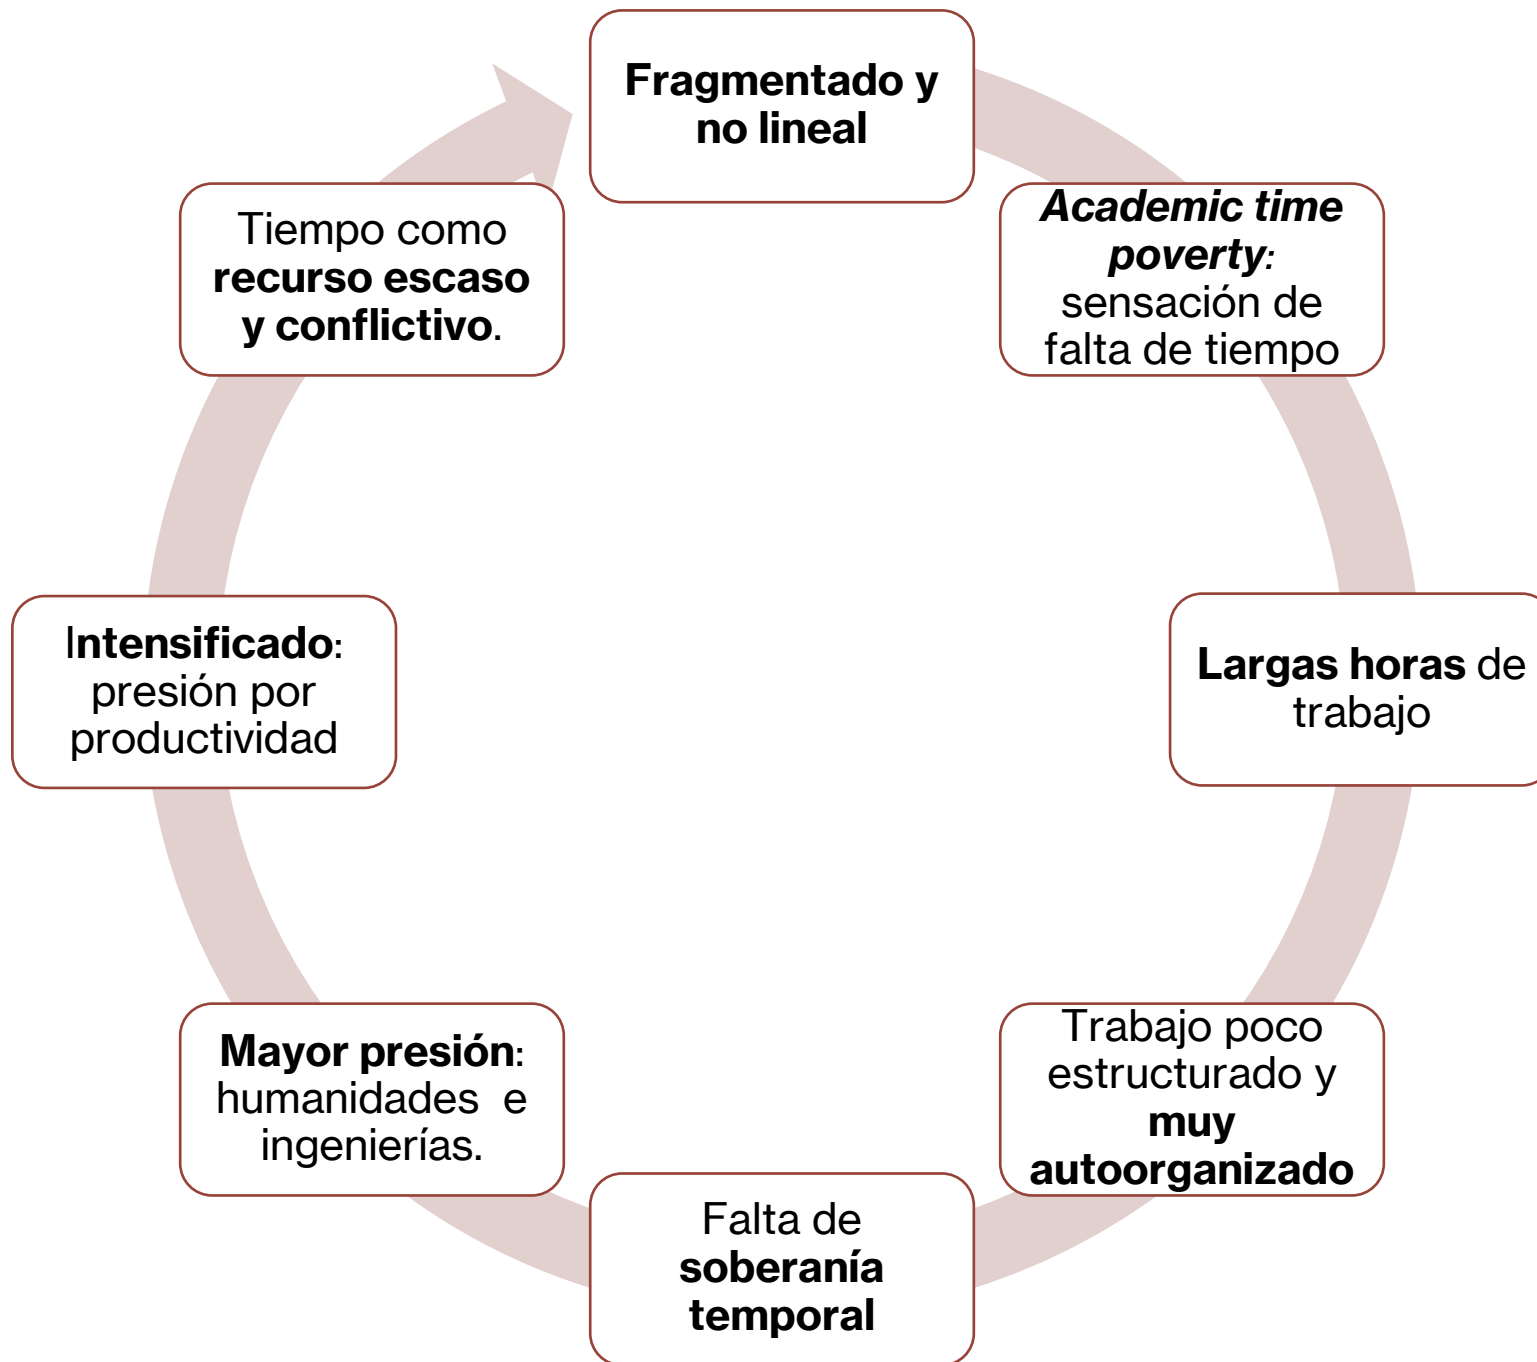 Fragmentado y
no lineal
Academic time
poverty:
sensación de
falta de tiempo
Largas horas de
trabajo
Trabajo poco
estructurado y
muy
autoorganizado
Falta de
soberanía
temporal
Mayor presión:
humanidades e
ingenierías.
Intensificado:
presión por
productividad
Tiempo como
recurso escaso
y conflictivo.